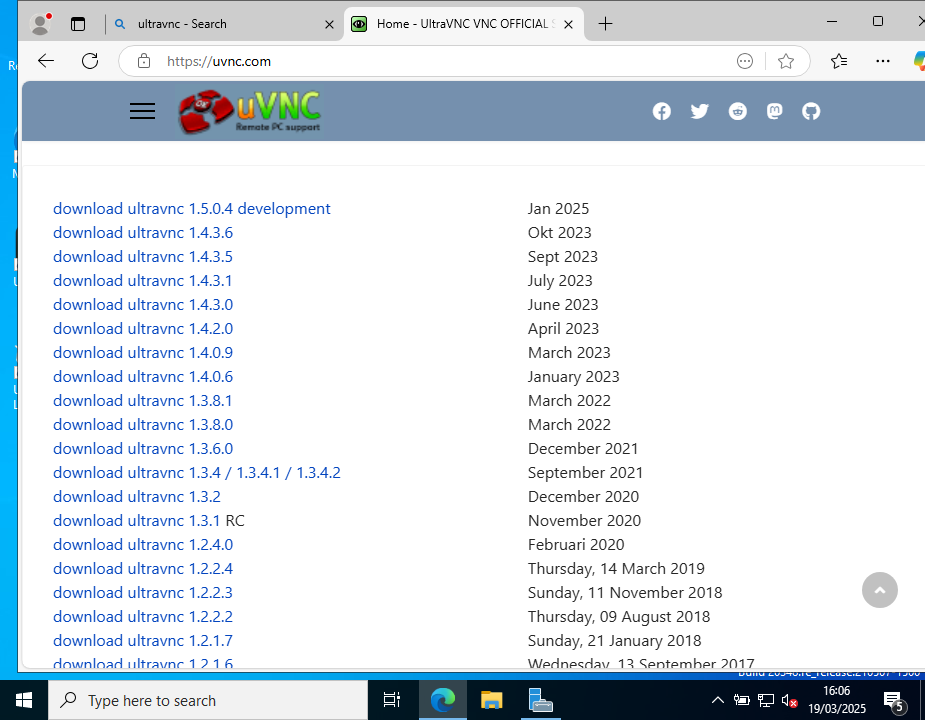 ultravnc - Search
Home - UltraVNC VNC OFFICIAL S
https://uvnc.com
OK
uVNC
Remote PC support
download ultravnc 1.5.0.4 development Jan 2025
download ultravnc 1.4.3.6 Okt 2023
download ultravnc 1.4.3.5 Sept 2023
download ultravnc 1.4.3.1 July 2023
download ultravnc 1.4.3.0 June 2023
download ultravnc 1.4.2.0 April 2023
download ultravnc 1.4.0.9 March 2023
download ultravnc 1.4.0.6 January 2023
download ultravnc 1.3.8.1 March 2022
download ultravnc 1.3.8.0 March 2022
download ultravnc 1.3.6.0 December 2021
download ultravnc 1.3.4 / 1.3.4.1 / 1.3.4.2 September 2021
download ultravnc 1.3.2 December 2020
download ultravnc 1.3.1 RC November 2020
download ultravnc 1.2.4.0 Februari 2020
download ultravnc 1.2.2.4 Thursday, 14 March 2019
download ultravnc 1.2.2.3 Sunday, 11 November 2018
download ultravnc 1.2.2.2 Thursday, 09 August 2018
download ultravnc 1.2.1.7 Sunday, 21 January 2018
download ultravnc 1.2.1.6 Wednesday, 13 September 2017
Type here to search
16:06
19/03/2025
5